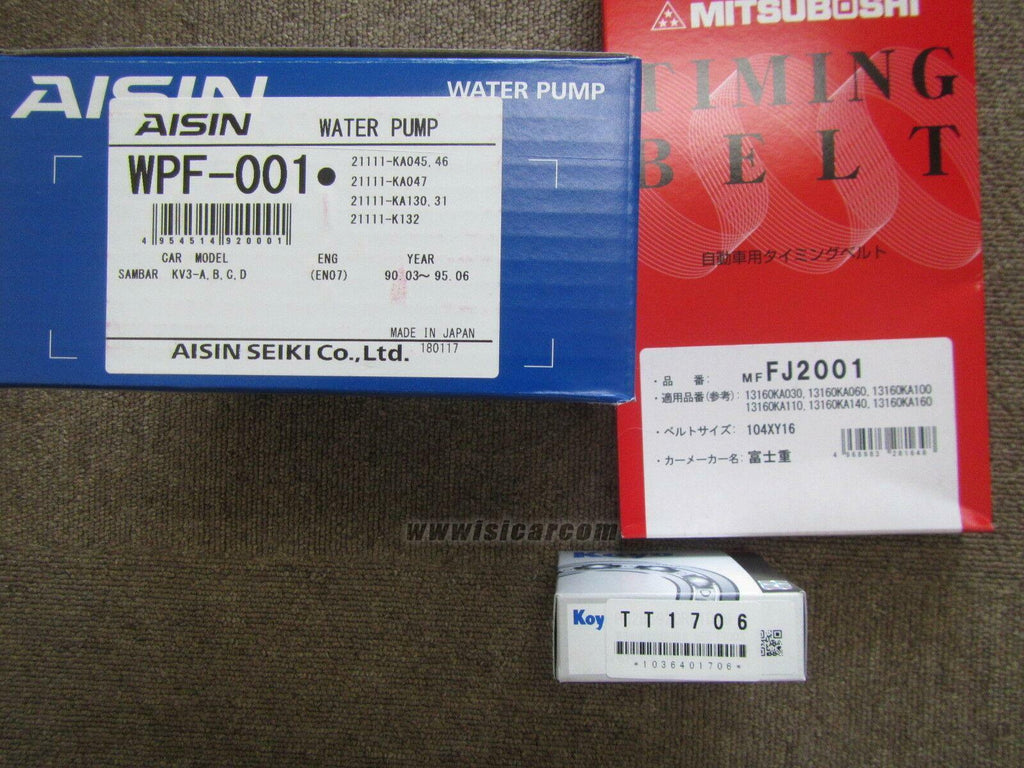 AISIN
WATER PUMP
AISIN WATER PUMP
WPF-001●
21111-KA045, 46
21111-KA047
21111-KA130, 31
21111-K132
4 954514 920001
CAR MODEL ENG YEAR
SAMBAR KV3-A, B, C, D (EN07) 90.03～95.06
MADE IN JAPAN
AISIN SEIKI Co.,Ltd. 180117
MITSUBOSHI
TIMING
BELT
自動車用タイミングベルト
・品 番: MF FJ2001
・適用品番(参考): 13160KA030, 13160KA060, 13160KA100
13160KA110, 13160KA140, 13160KA160
・ベルトサイズ: 104XY16
・カーメーカー名: 富士重
wwwisicarcom
Koy TT1706
*1036401706*